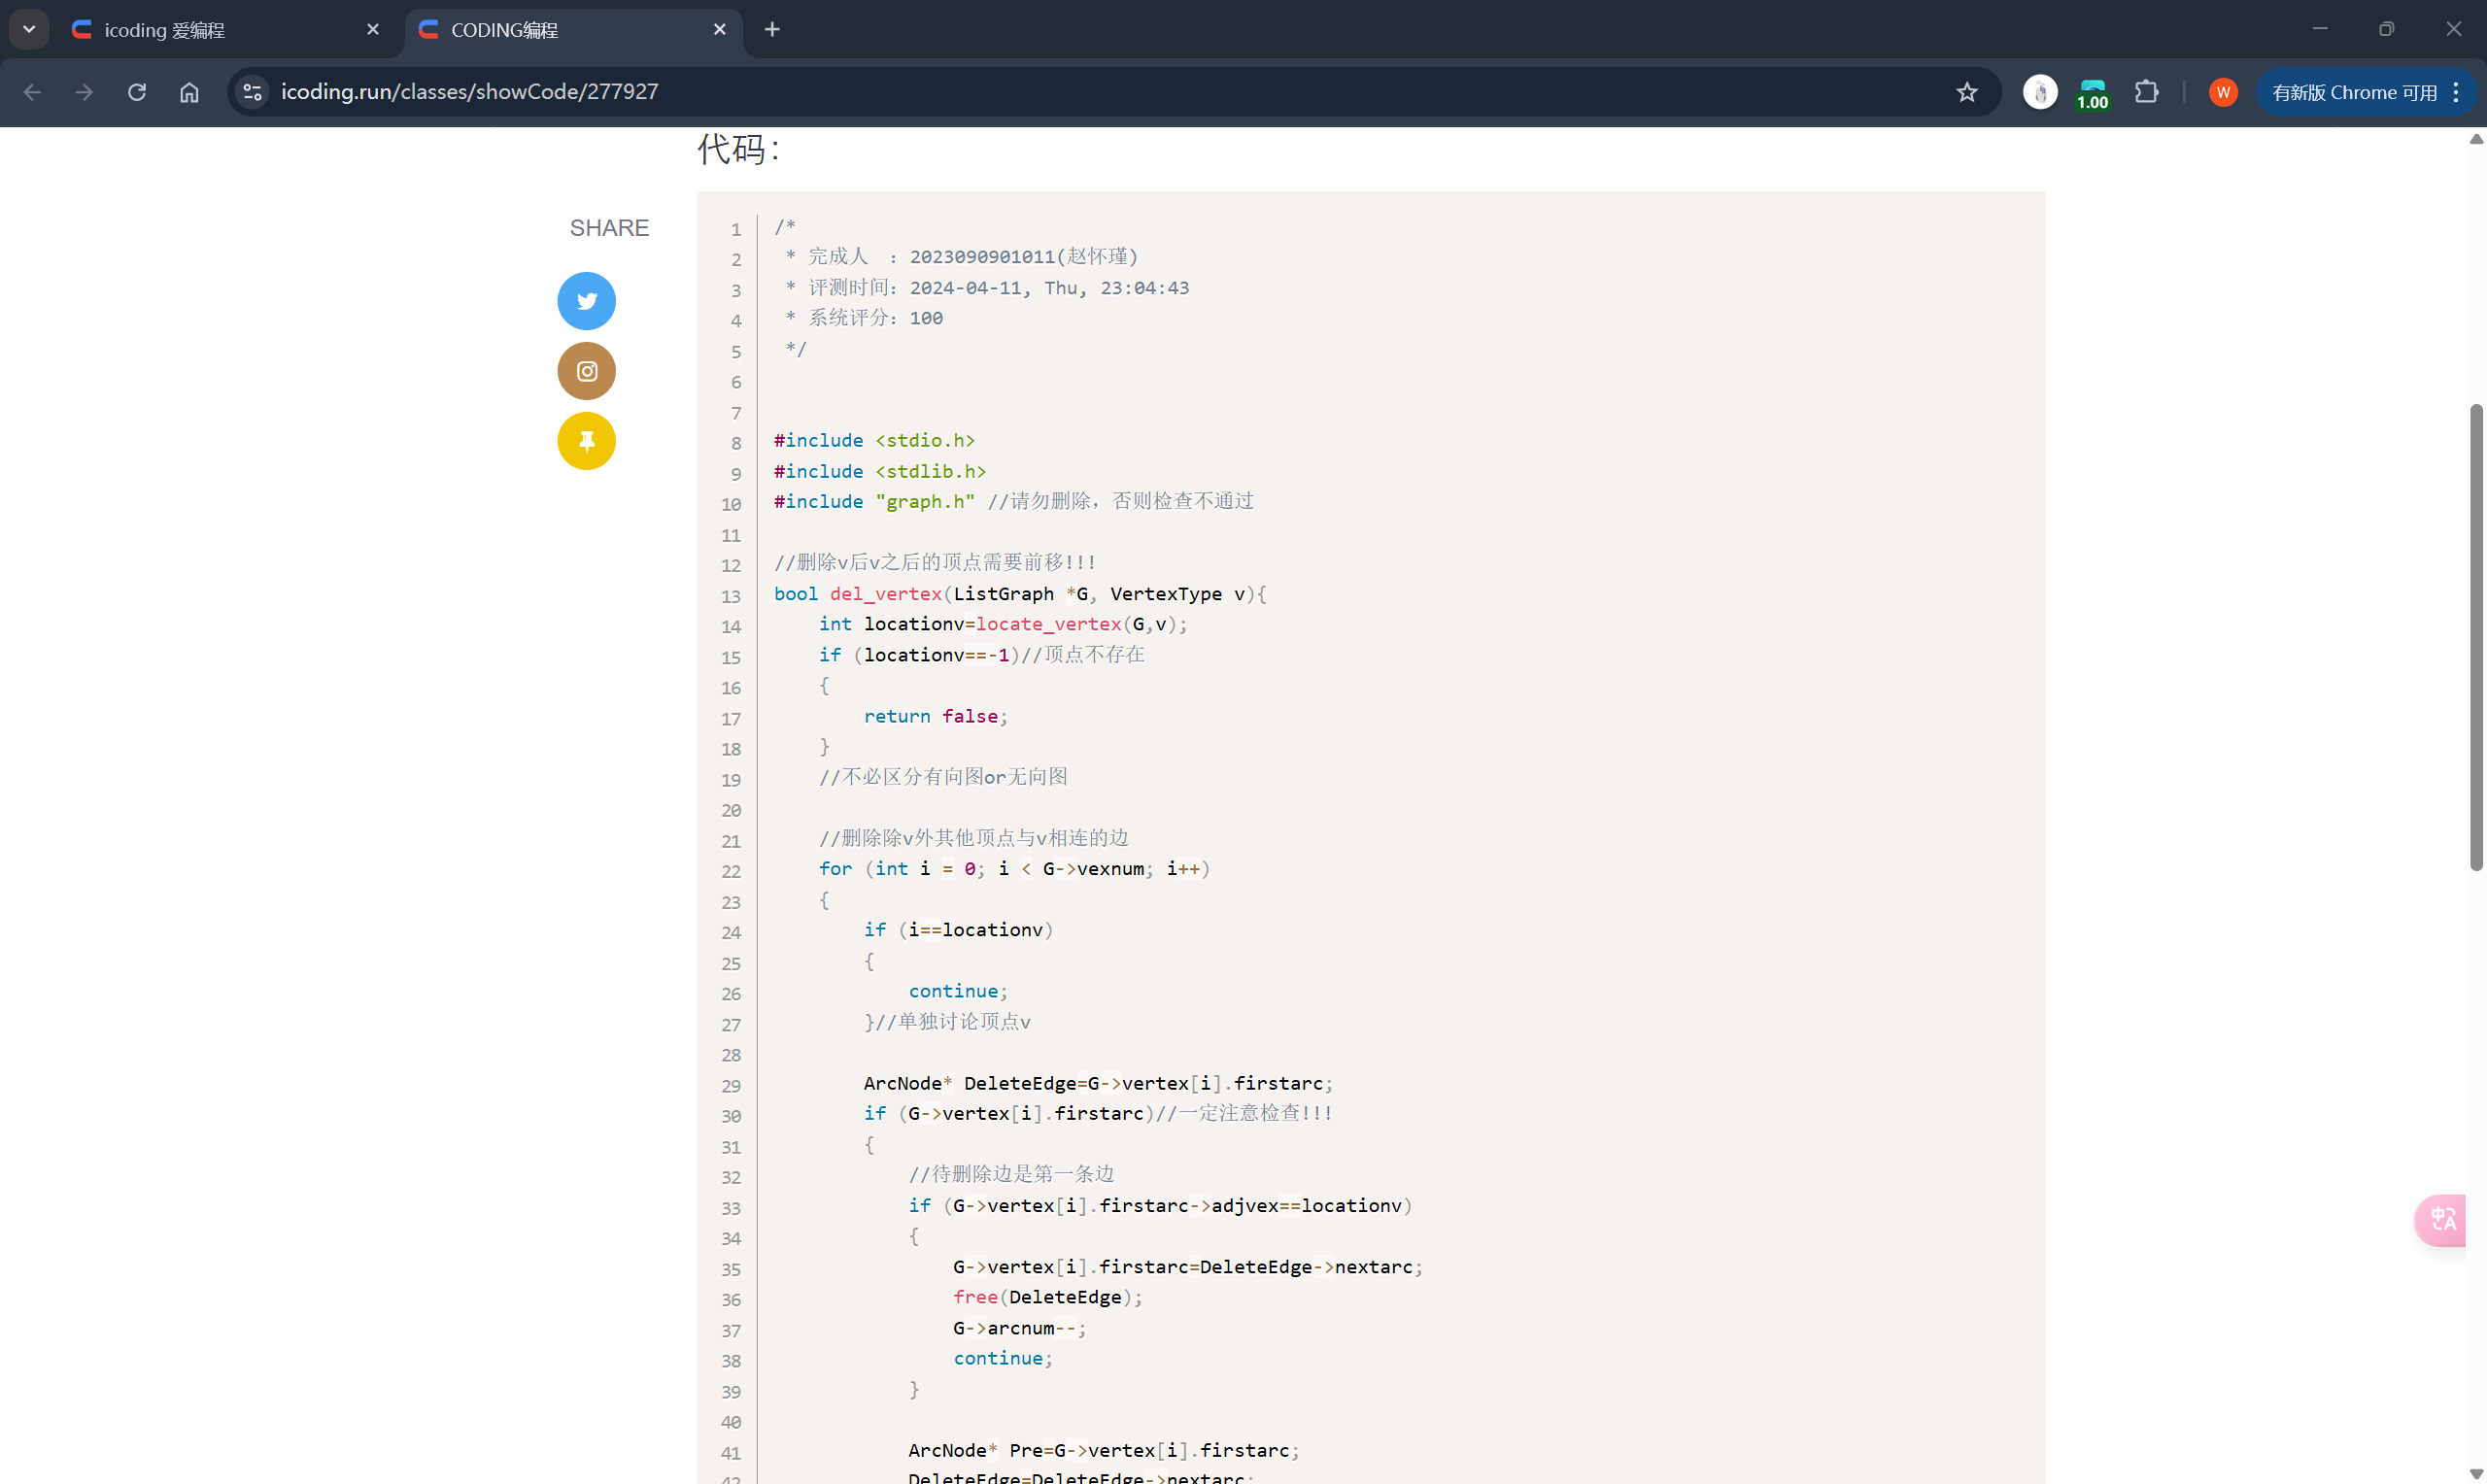 icoding 爱编程
CODING编程
icoding.run/classes/showCode/277927
1.00
W
有新版 Chrome 可用
代码：
SHARE
1 /*
2  * 完成人  ：2023090901011(赵怀瑾)
3  * 评测时间：2024-04-11, Thu, 23:04:43
4  * 系统评分：100
5  */
6
7
8 #include <stdio.h>
9 #include <stdlib.h>
10 #include "graph.h" //请勿删除，否则检查不通过
11
12 //删除v后v之后的顶点需要前移!!!
13 bool del_vertex(ListGraph *G, VertexType v){
14     int locationv=locate_vertex(G,v);
15     if (locationv==-1)//顶点不存在
16     {
17         return false;
18     }
19     //不必区分有向图or无向图
20
21     //删除除v外其他顶点与v相连的边
22     for (int i = 0; i < G->vexnum; i++)
23     {
24         if (i==locationv)
25         {
26             continue;
27         }//单独讨论顶点v
28
29         ArcNode* DeleteEdge=G->vertex[i].firstarc;
30         if (G->vertex[i].firstarc)//一定注意检查!!!
31         {
32             //待删除边是第一条边
33             if (G->vertex[i].firstarc->adjvex==locationv)
34             {
35                 G->vertex[i].firstarc=DeleteEdge->nextarc;
36                 free(DeleteEdge);
37                 G->arcnum--;
38                 continue;
39             }
40
41             ArcNode* Pre=G->vertex[i].firstarc;
42             DeleteEdge=DeleteEdge->nextarc;
中A